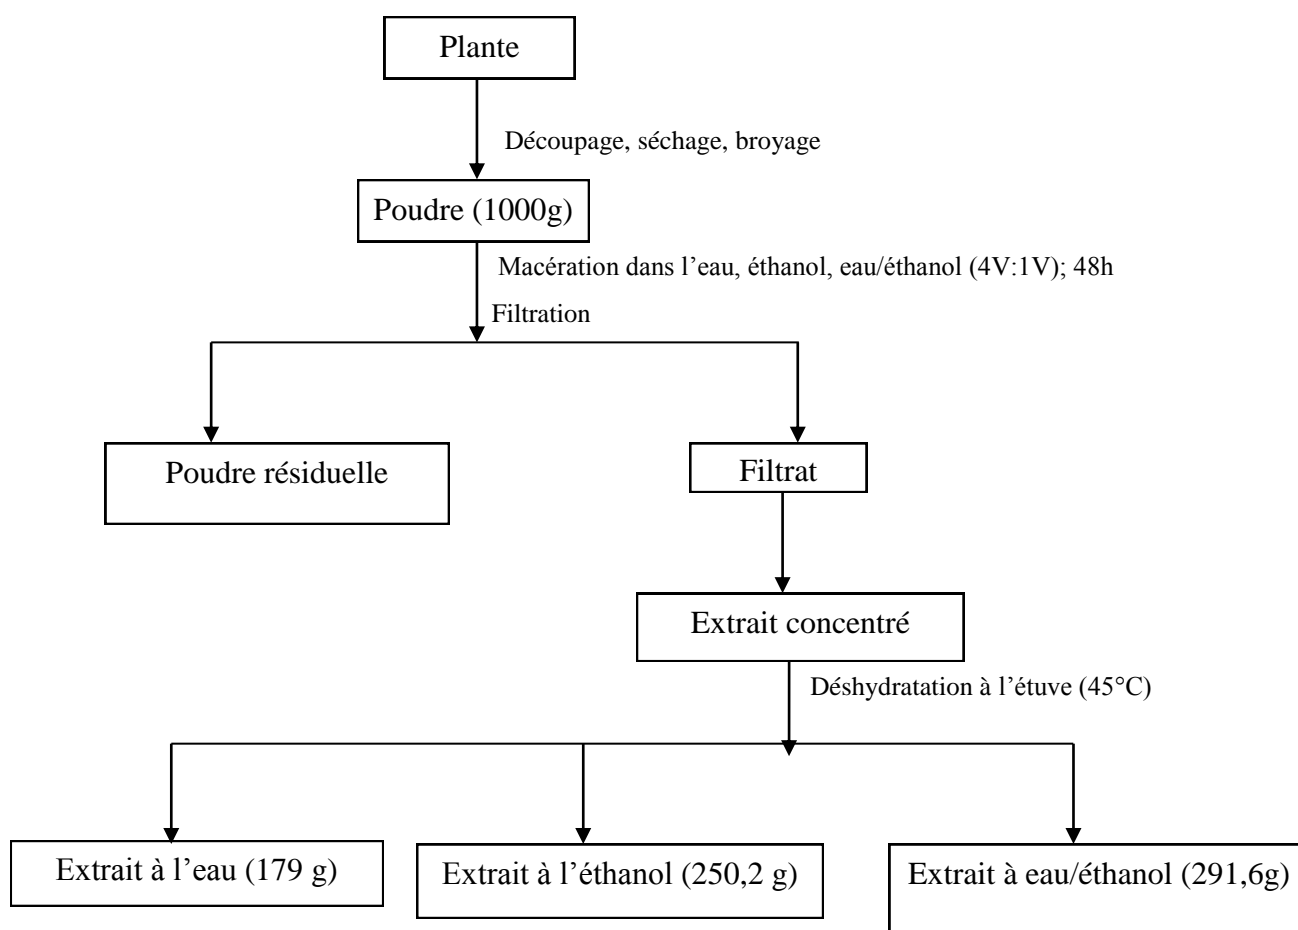 Plante
Découpage, séchage, broyage
Poudre (1000g)
Macération dans l’eau, éthanol, eau/éthanol (4V:1V); 48h
Filtration
Poudre résiduelle
Filtrat
Extrait concentré
Déshydratation à l’étuve (45°C)
Extrait à l’eau (179 g)
Extrait à l’éthanol (250,2 g)
Extrait à eau/éthanol (291,6g)